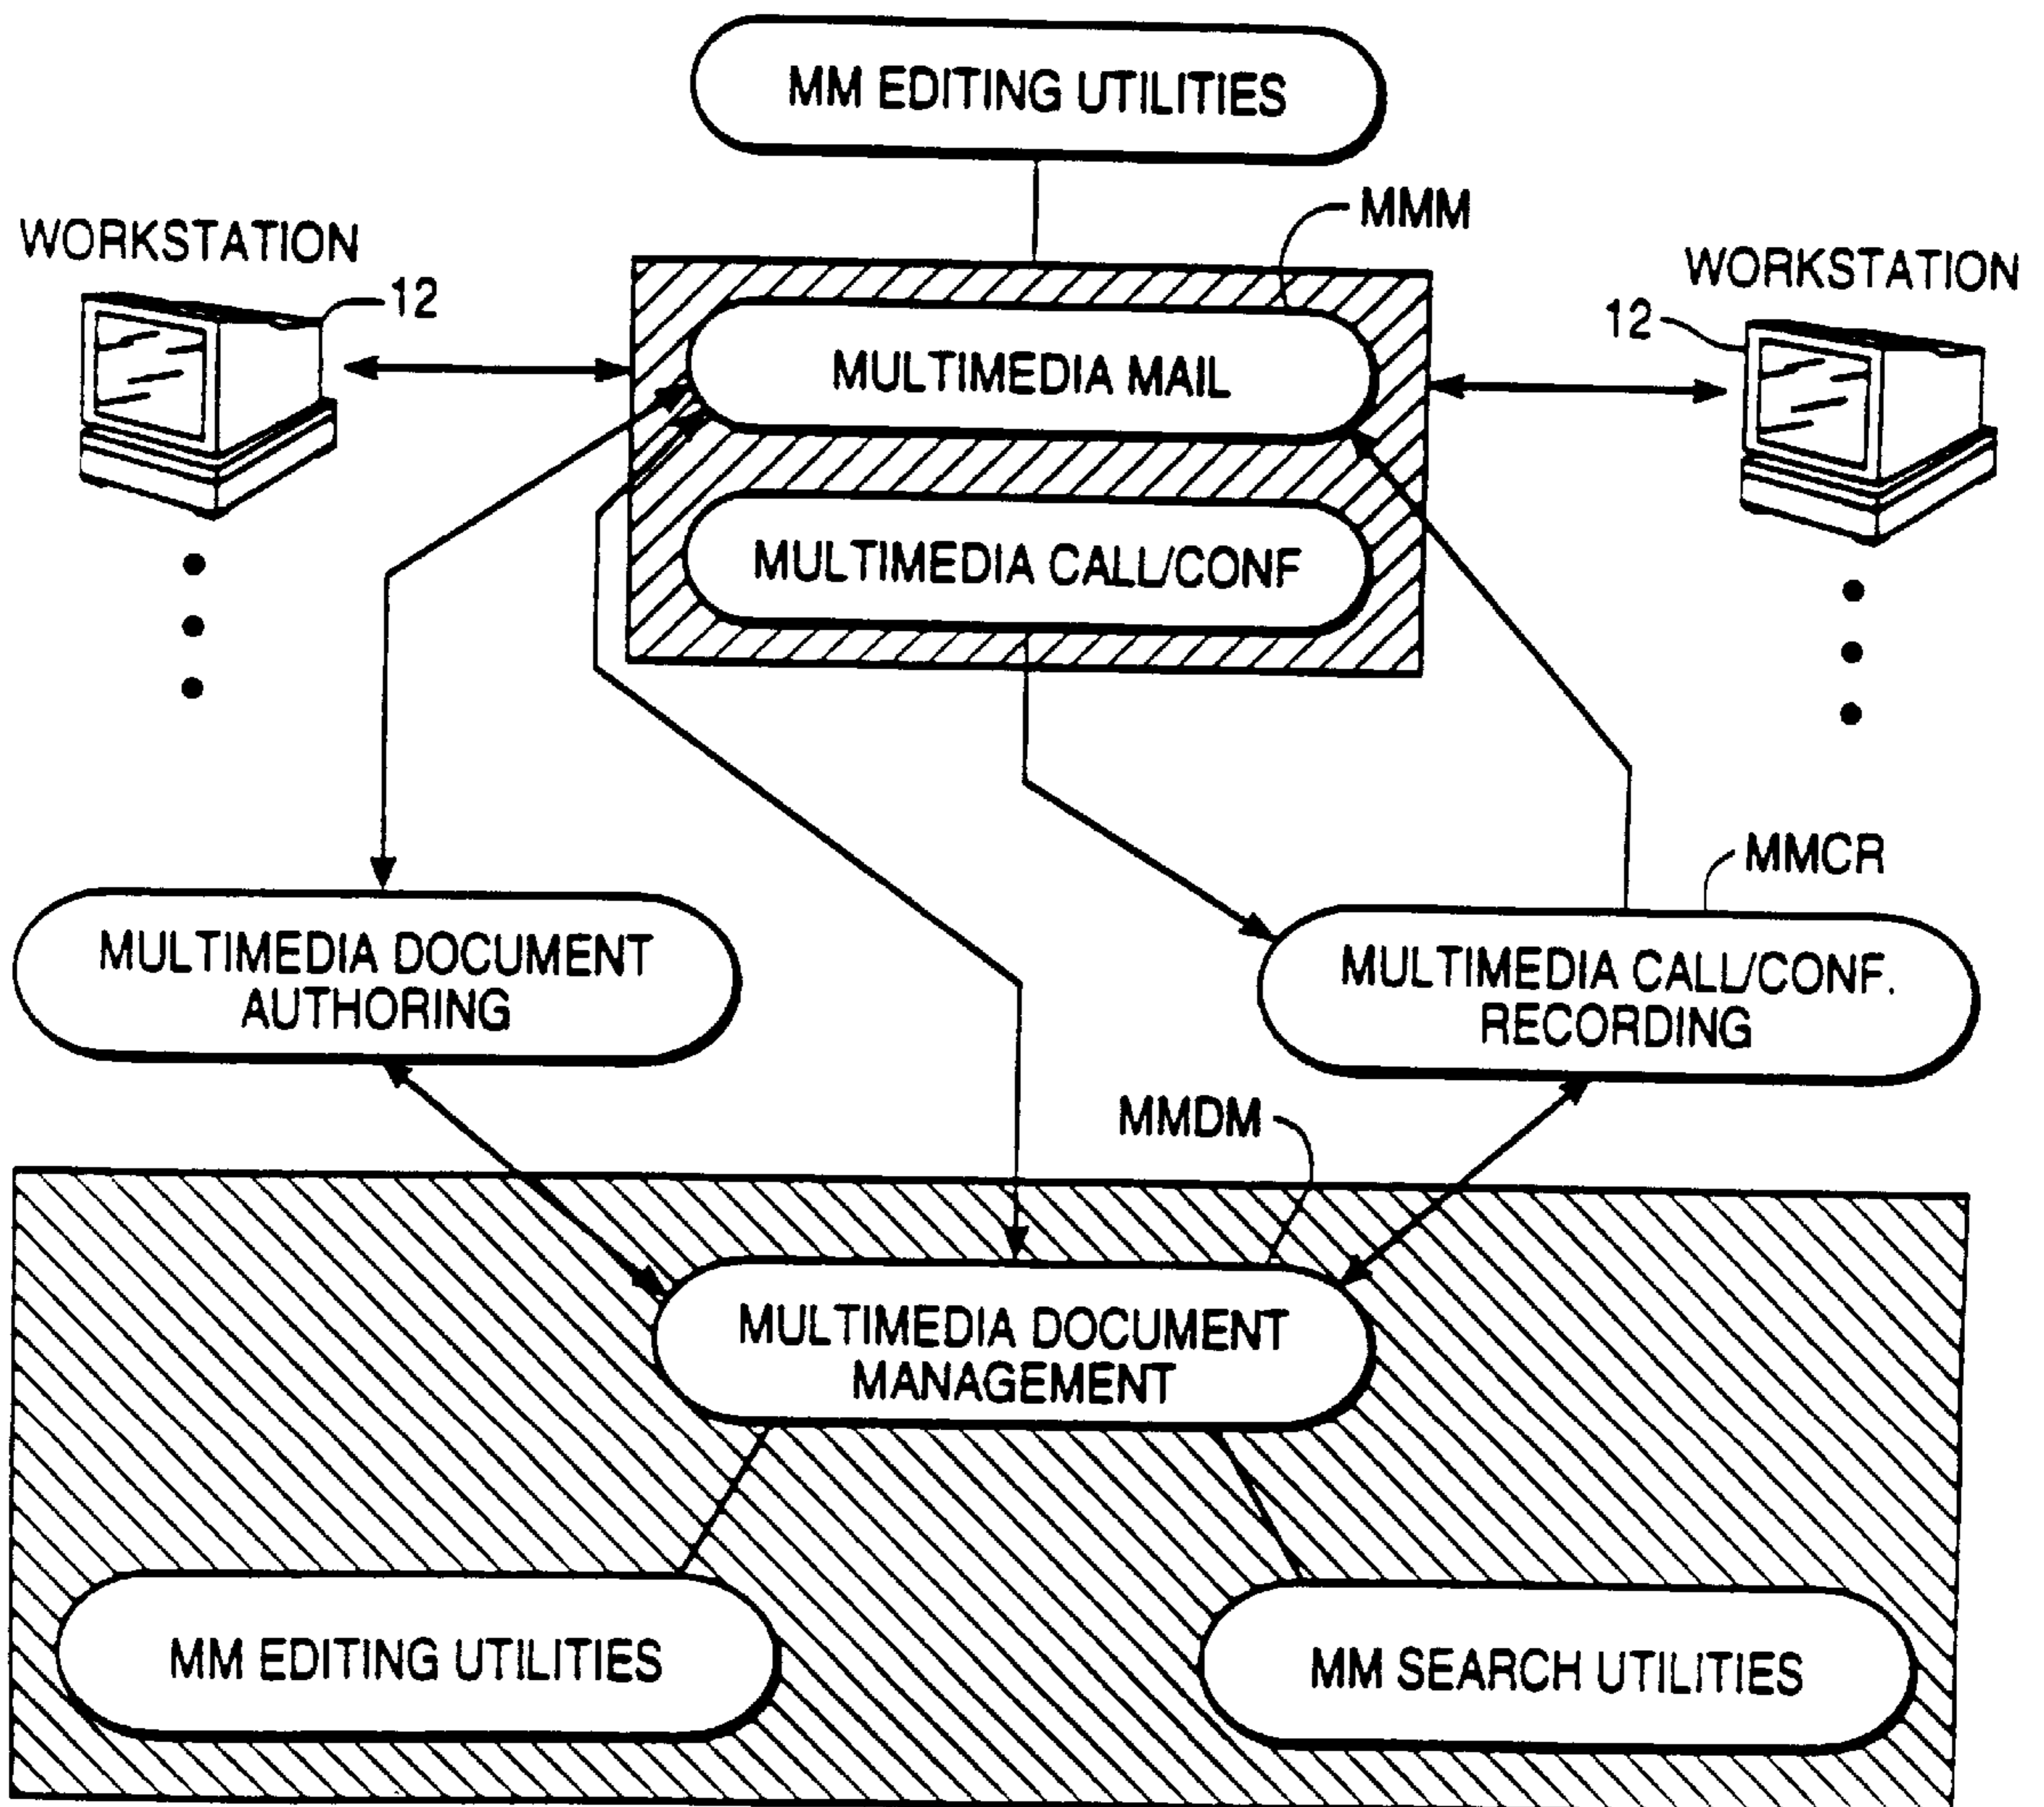 MM EDITING UTILITIES
MMM
WORKSTATION
12
WORKSTATION
12
MULTIMEDIA MAIL
MULTIMEDIA CALL/CONF
MMCR
MULTIMEDIA DOCUMENT
AUTHORING
MULTIMEDIA CALL/CONF.
RECORDING
MMDM
MULTIMEDIA DOCUMENT
MANAGEMENT
MM EDITING UTILITIES
MM SEARCH UTILITIES